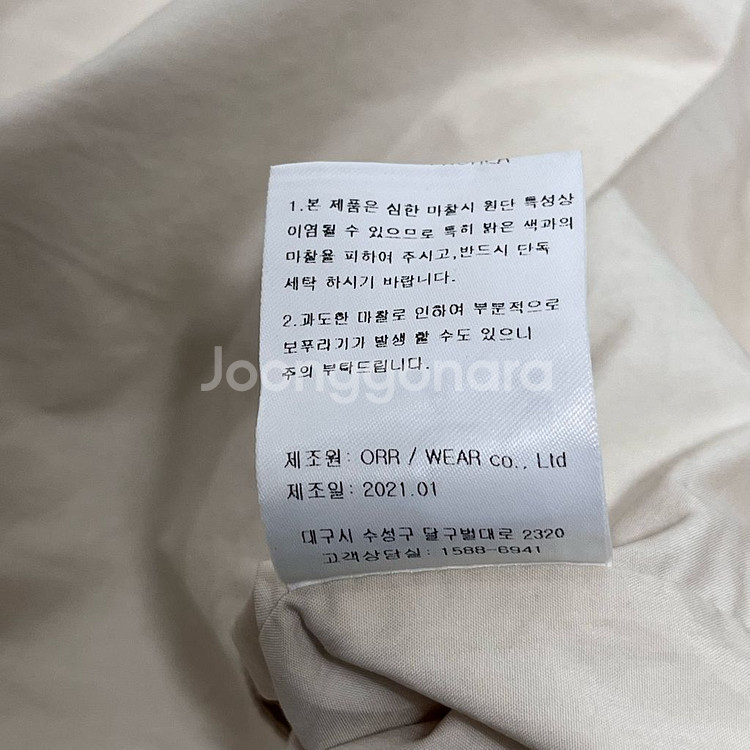 1.본 제품은 심한 마찰시 원단 특성상
이염될 수 있으므로 특히 밝은 색과의
마찰을 피하여 주시고,반드시 단독
세탁 하시기 바랍니다.
2.과도한 마찰로 인하여 부분적으로
보푸라기가 발생 할 수도 있으니
주의 부탁드립니다.
Joonggonara
제조원: ORR / WEAR co., Ltd
제조일: 2021.01
대구시 수성구 달구벌대로 2320
고객상담실: 1588-6941